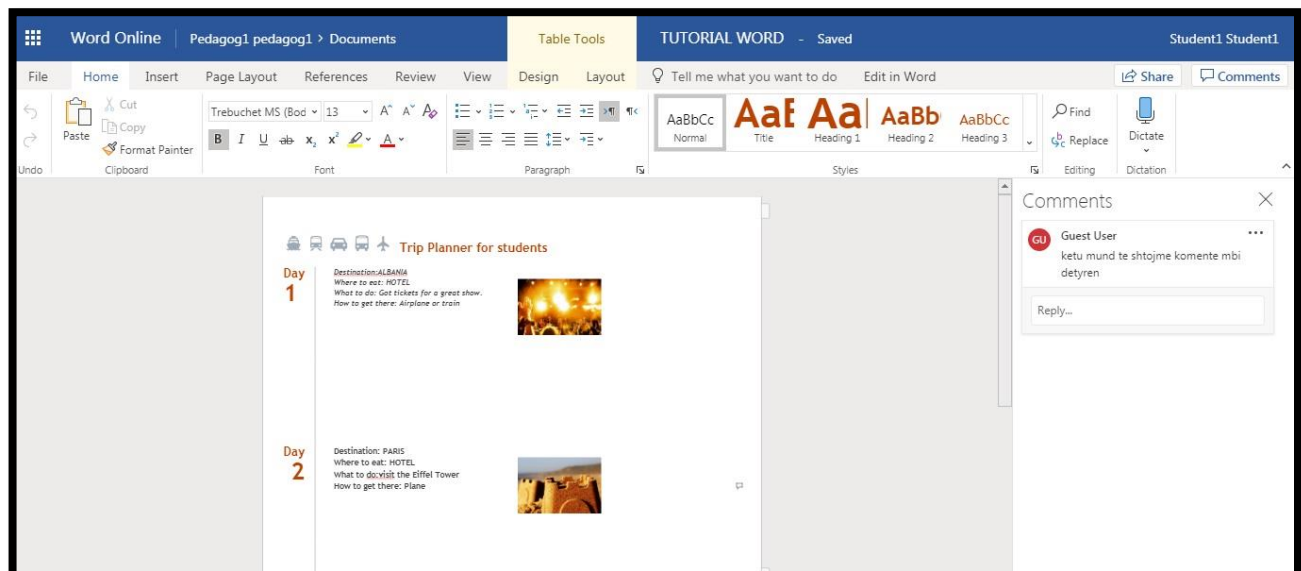 Word Online Pedagog1 pedagog1 > Documents Table Tools TUTORIAL WORD - Saved Student1 Student1
File Home Insert Page Layout References Review View Design Layout Tell me what you want to do Edit in Word Share Comments
Cut
Copy
Format Painter
Paste
Trebuchet MS (Bod 13
B I U ab x₂ x² A
AaBbCc AaE Aa AaBb AaBbCc
Normal Title Heading 1 Heading 2 Heading 3
Find
Replace
Dictate
Undo Clipboard Font Paragraph Styles Editing Dictation
Trip Planner for students
Day
1
Destination:ALBANIA
Where to eat: HOTEL
What to do: Got tickets for a great show.
How to get there: Airplane or train
Day
2
Destination: PARIS
Where to eat: HOTEL
What to do:visit the Eiffel Tower
How to get there: Plane
Comments
GU Guest User
ketu mund te shtojme komente mbi
detyren
Reply...